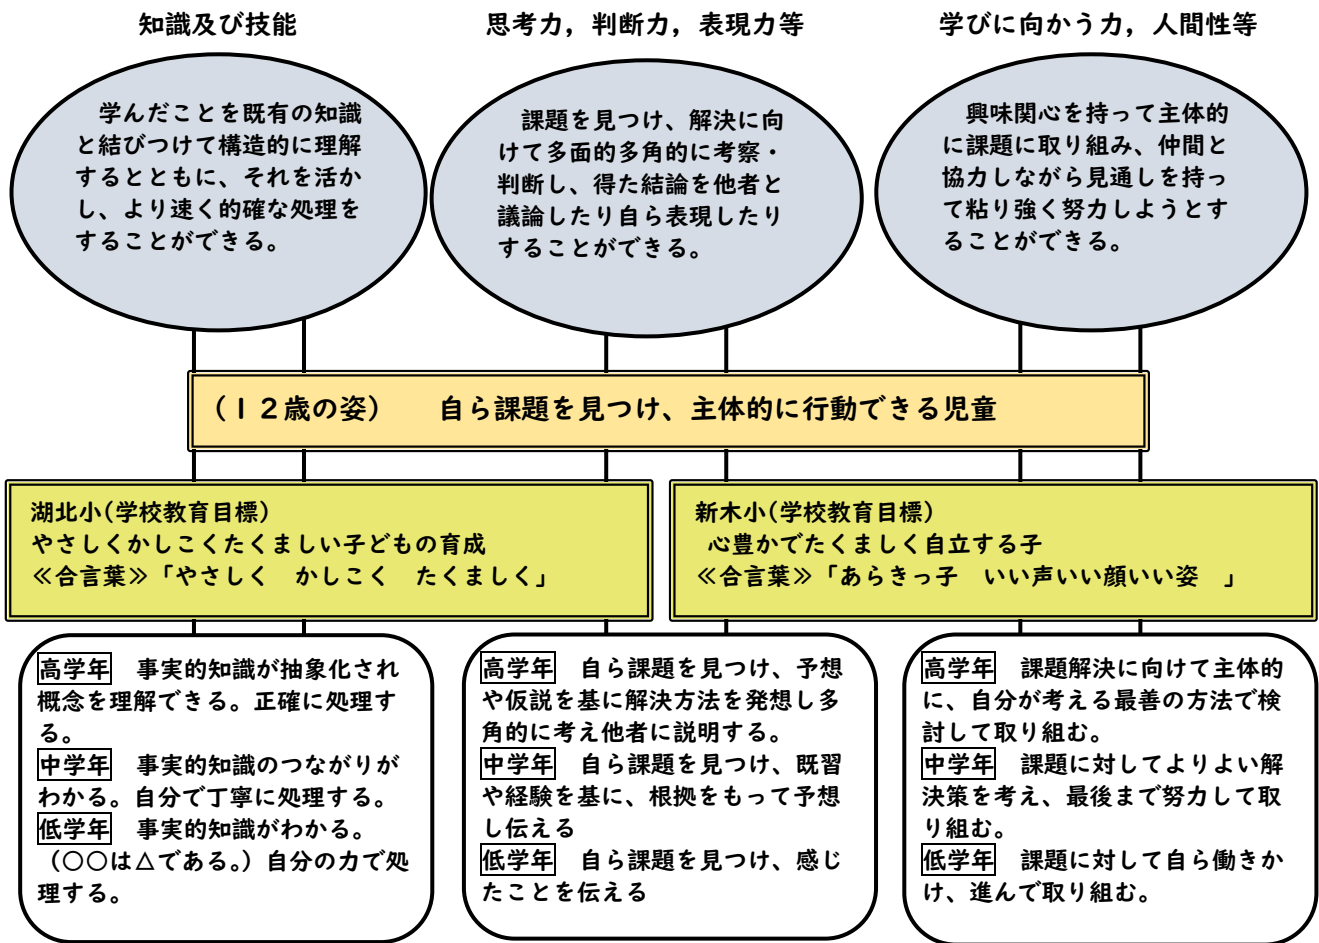 知識及び技能
学んだことを既有の知識
と結びつけて構造的に理解
するとともに、それを活か
し、より速く的確な処理を
することができる。
思考力，判断力，表現力等
課題を見つけ、解決に向
けて多面的多角的に考察・
判断し、得た結論を他者と
議論したり自ら表現したり
することができる。
学びに向かう力，人間性等
興味関心を持って主体的
に課題に取り組み、仲間と
協力しながら見通しを持っ
て粘り強く努力しようとす
ることができる。
（１２歳の姿）　　自ら課題を見つけ、主体的に行動できる児童
湖北小(学校教育目標)
やさしくかしこくたくましい子どもの育成
≪合言葉≫「やさしく　かしこく　たくましく」
新木小(学校教育目標)
心豊かでたくましく自立する子
≪合言葉≫「あらきっ子　いい声いい顔いい姿　」
高学年　事実的知識が抽象化され
概念を理解できる。正確に処理す
る。
中学年　事実的知識のつながりが
わかる。自分で丁寧に処理する。
低学年　事実的知識がわかる。
（○○は△である。）自分の力で処
理する。
高学年　自ら課題を見つけ、予想
や仮説を基に解決方法を発想し多
角的に考え他者に説明する。
中学年　自ら課題を見つけ、既習
や経験を基に、根拠をもって予想
し伝える
低学年　自ら課題を見つけ、感じ
たことを伝える
高学年　課題解決に向けて主体的
に、自分が考える最善の方法で検
討して取り組む。
中学年　課題に対してよりよい解
決策を考え、最後まで努力して取
り組む。
低学年　課題に対して自ら働きか
け、進んで取り組む。